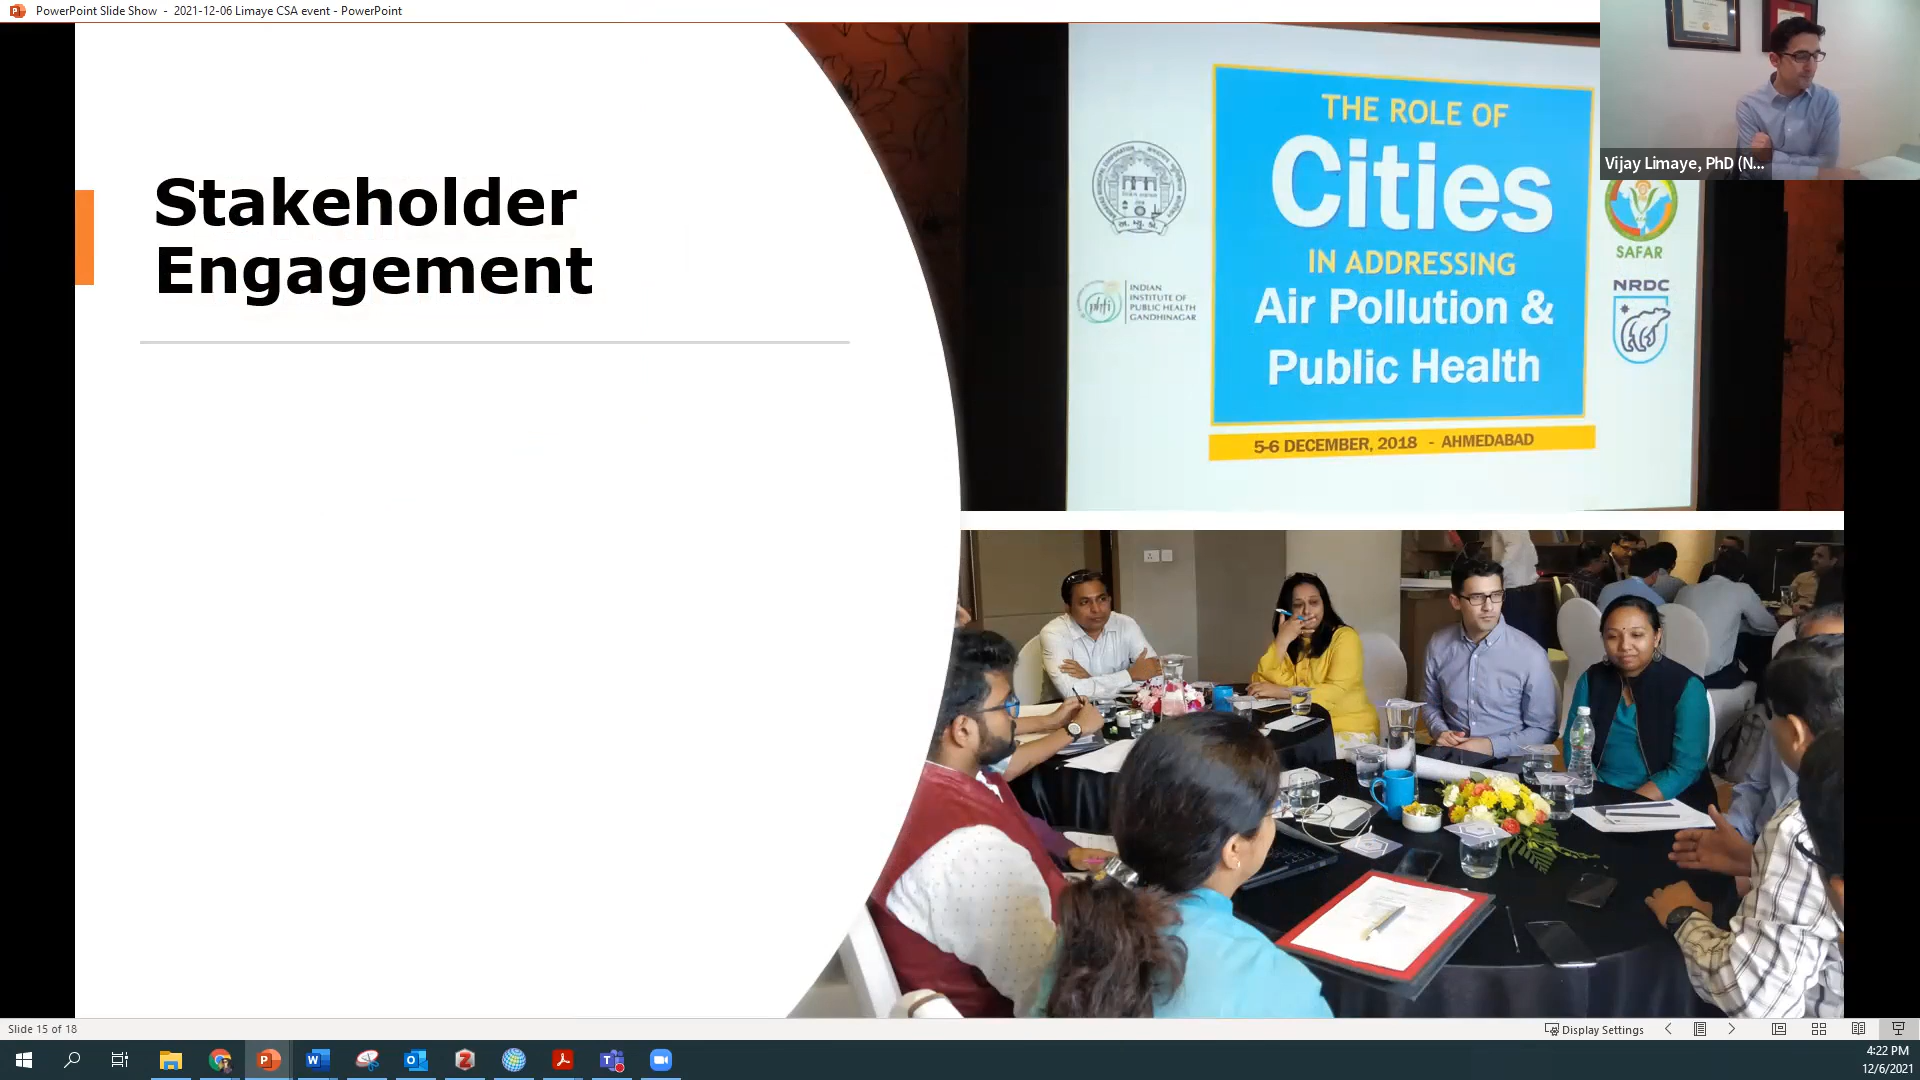 PowerPoint Slide Show - 2021-12-06 Limaye CSA event - PowerPoint
Stakeholder
Engagement
THE ROLE OF
Cities
IN ADDRESSING
Air Pollution &
Public Health
5-6 DECEMBER, 2018 - AHMEDABAD
phfi
INDIAN
INSTITUTE OF
PUBLIC HEALTH
GANDHINAGAR
SAFAR
NRDC
Vijay Limaye, PhD (N...
Slide 15 of 18
Display Settings
4:22 PM
12/6/2021